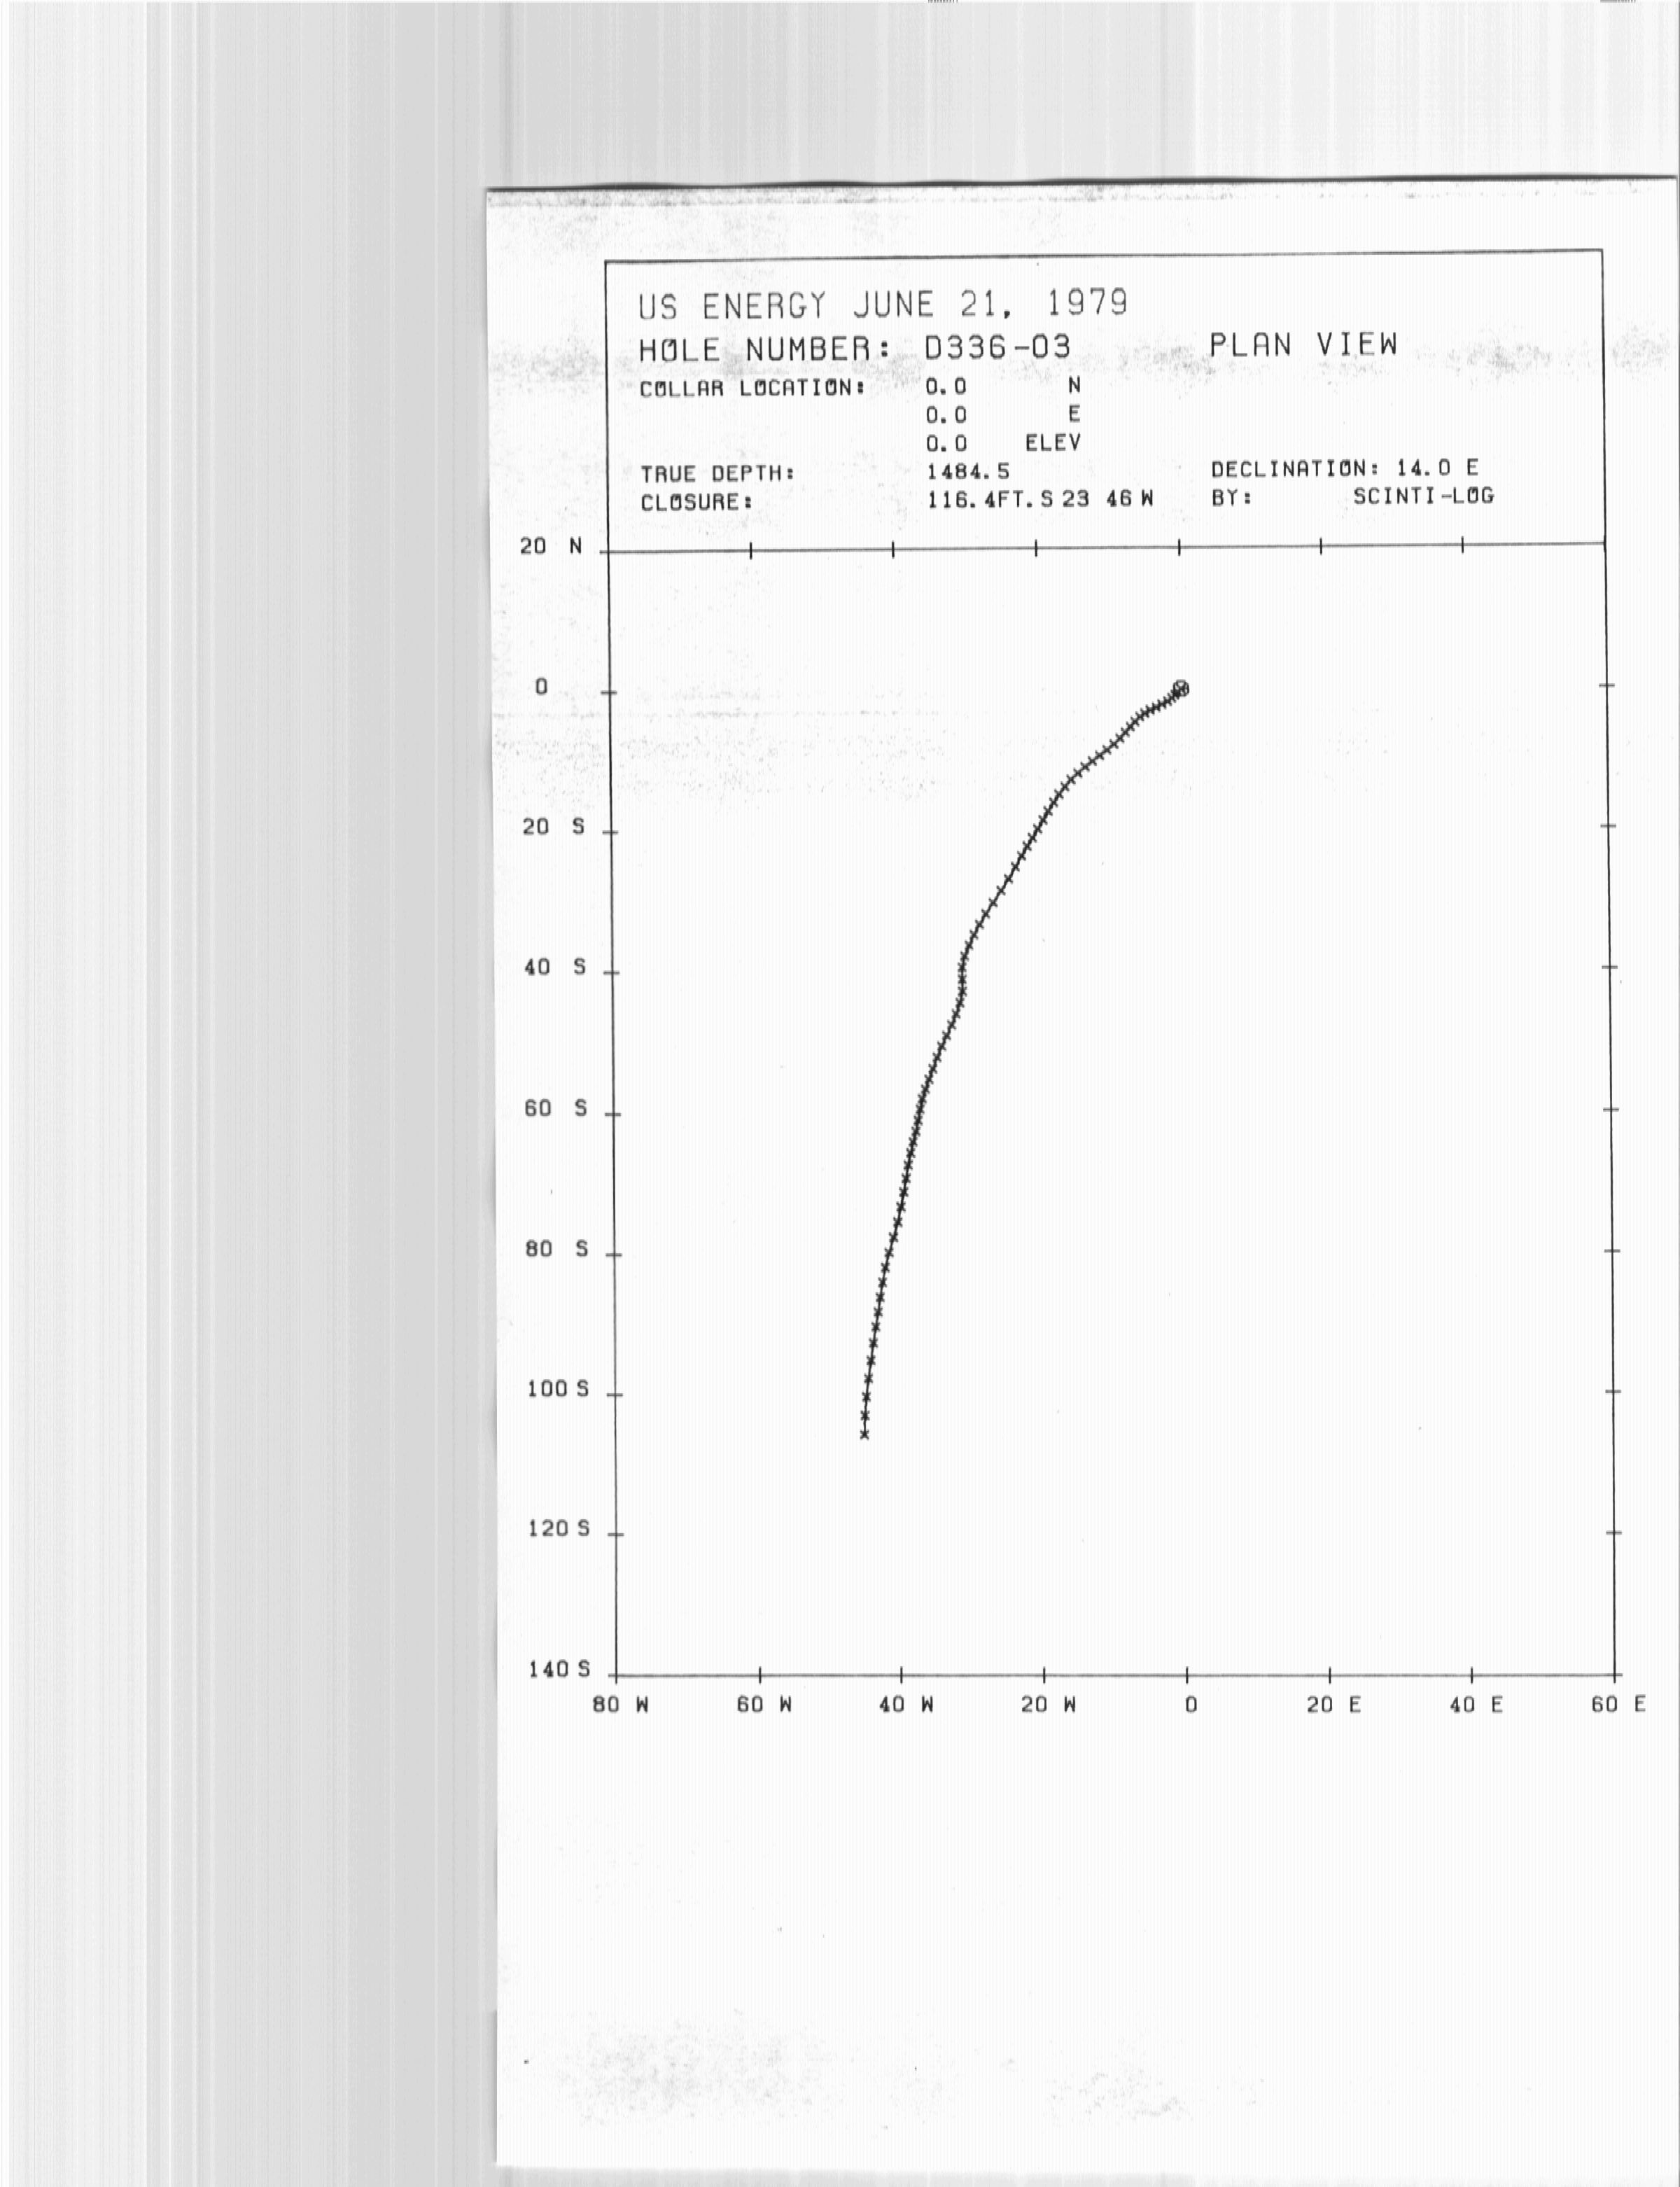 US ENERGY JUNE 21, 1979
HOLE NUMBER: D336-03 PLAN VIEW
COLLAR LOCATION: 0.0 N
0.0 E
0.0 ELEV
TRUE DEPTH: 1484.5 DECLINATION: 14.0 E
CLOSURE: 116.4FT. S 23 46 W BY: SCINTI-LOG
20 N
0
20 S
40 S
60 S
80 S
100 S
120 S
140 S
80 W 60 W 40 W 20 W 0 20 E 40 E 60 E